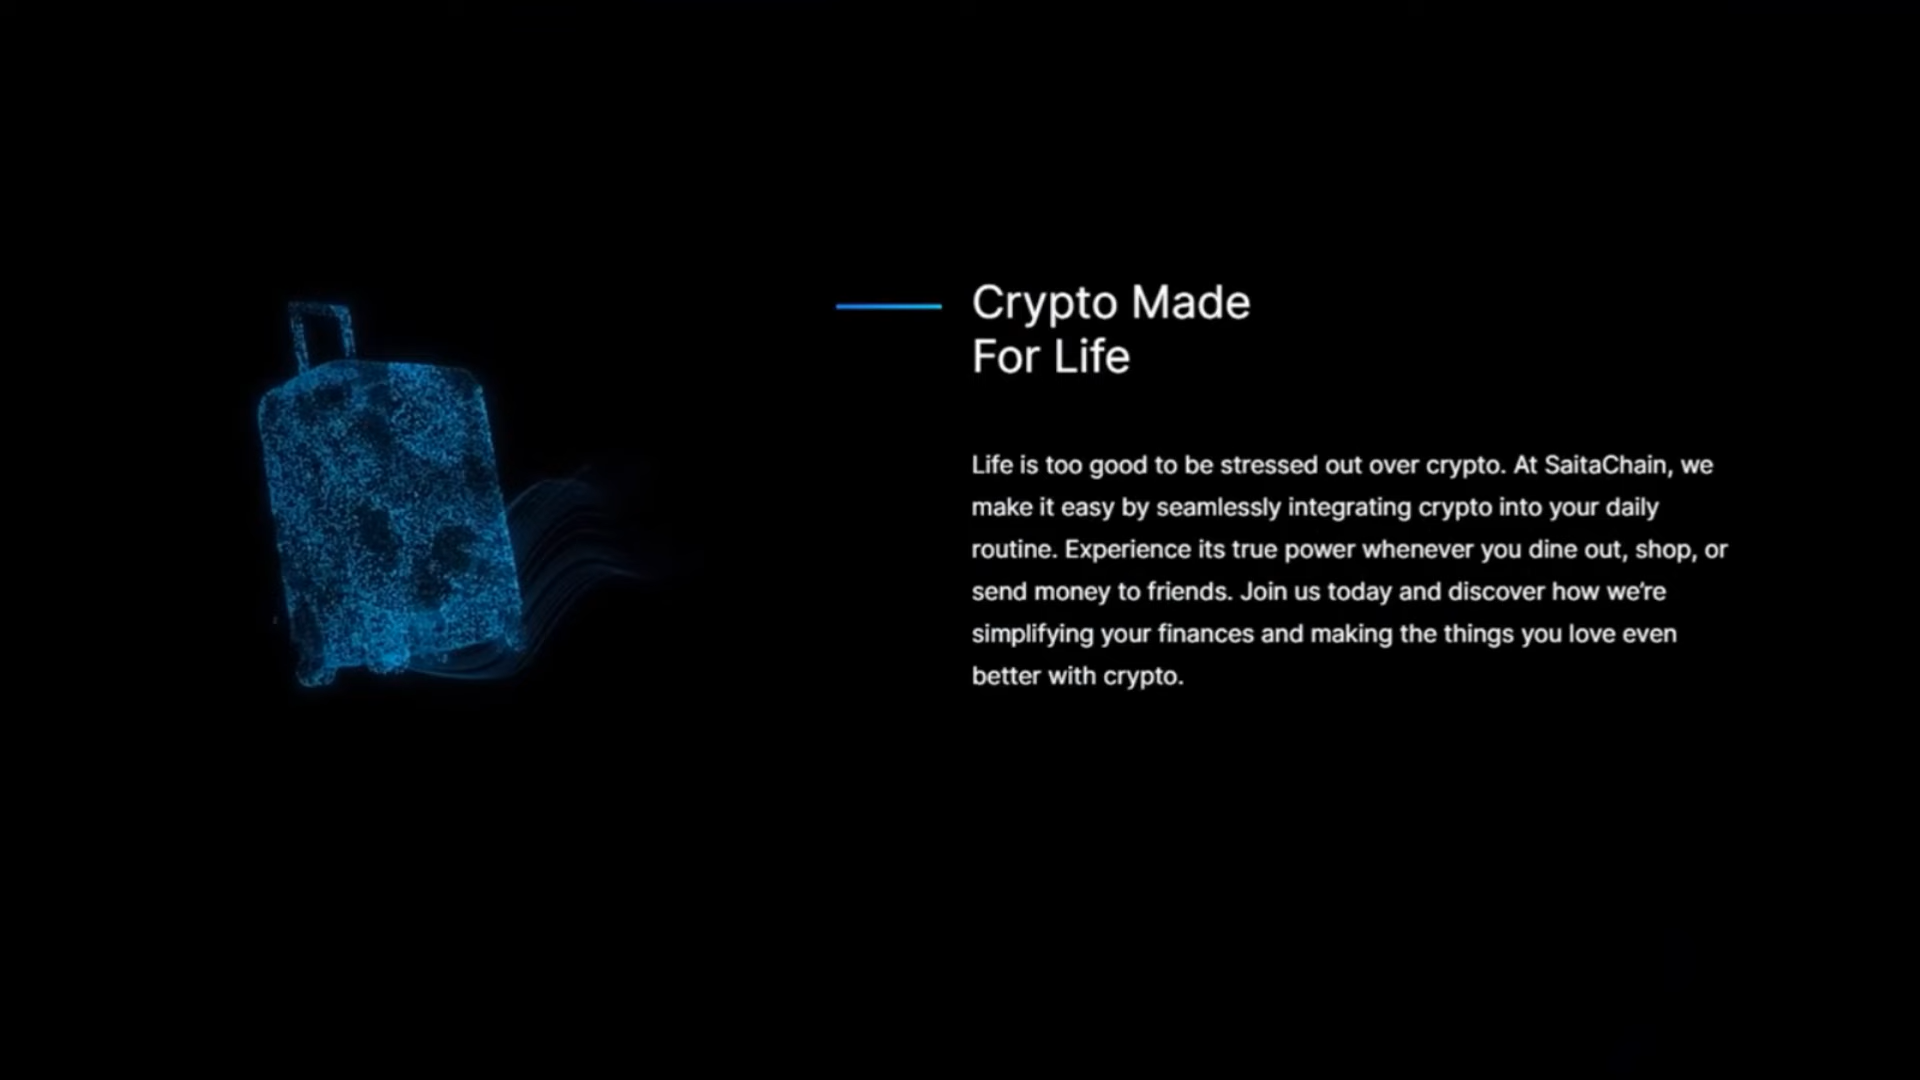 Crypto Made
For Life
Life is too good to be stressed out over crypto. At SaitaChain, we
make it easy by seamlessly integrating crypto into your daily
routine. Experience its true power whenever you dine out, shop, or
send money to friends. Join us today and discover how we’re
simplifying your finances and making the things you love even
better with crypto.